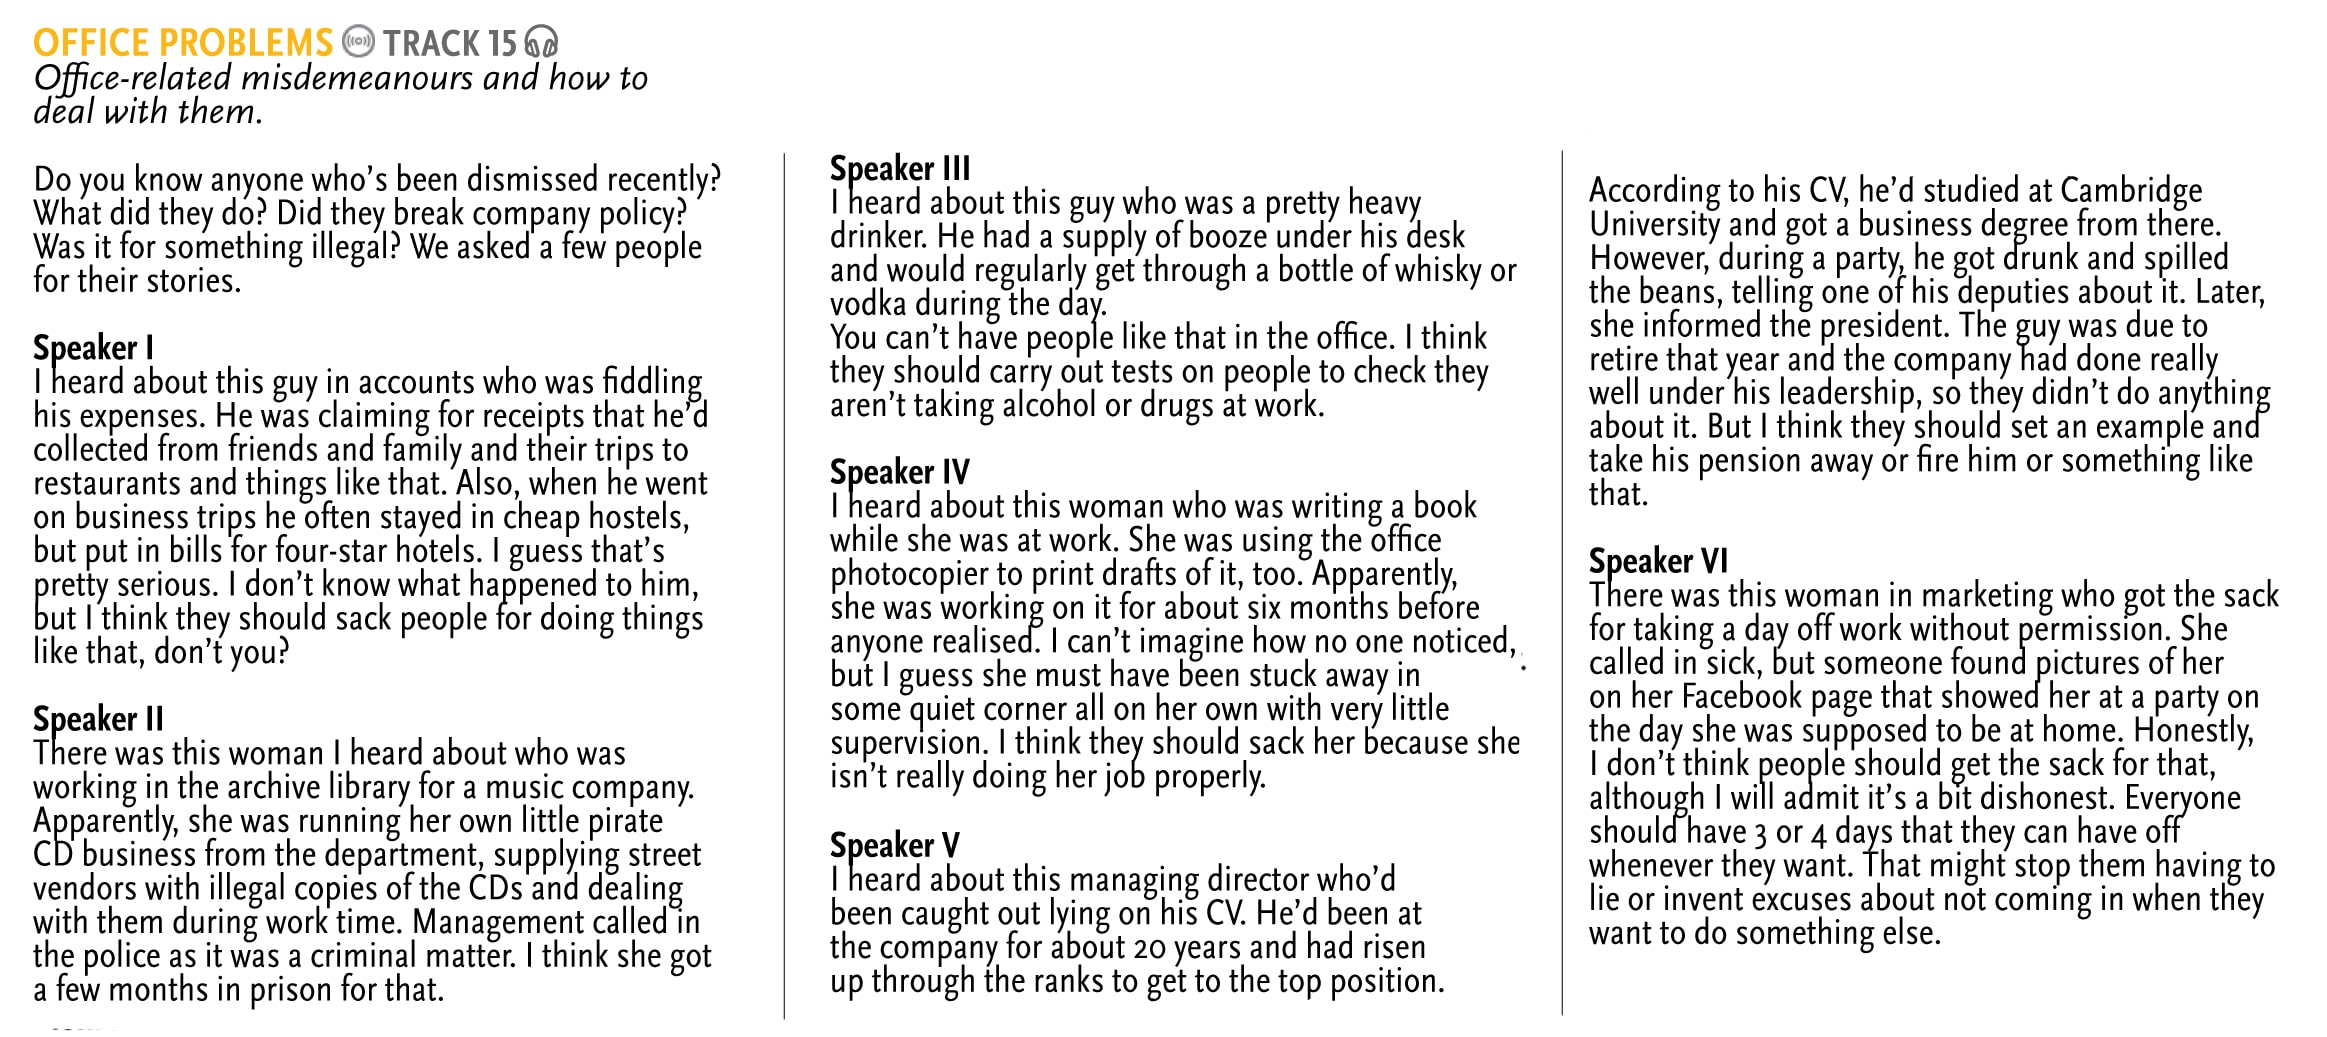 OFFICE PROBLEMS TRACK 15
Office-related misdemeanours and how to
deal with them.
Do you know anyone who's been dismissed recently?
What did they do? Did they break company policy?
Was it for something illegal? We asked a few people
for their stories.
Speaker I
I heard about this guy in accounts who was fiddling
his expenses. He was claiming for receipts that he'd
collected from friends and family and their trips to
restaurants and things like that. Also, when he went
on business trips he often stayed in cheap hostels,
but put in bills for four-star hotels. I guess that's
pretty serious. I don't know what happened to him,
but I think they should sack people for doing things
like that, don't you?
Speaker II
There was this woman I heard about who was
working in the archive library for a music company.
Apparently, she was running her own little pirate
CD business from the department, supplying street
vendors with illegal copies of the CDs and dealing
with them during work time. Management called in
the police as it was a criminal matter. I think she got
a few months in prison for that.
Speaker III
I heard about this guy who was a pretty heavy
drinker. He had a supply of booze under his desk
and would regularly get through a bottle of whisky or
vodka during the day.
You can't have people like that in the office. I think
they should carry out tests on people to check they
aren't taking alcohol or drugs at work.
Speaker IV
I heard about this woman who was writing a book
while she was at work. She was using the office
photocopier to print drafts of it, too. Apparently,
she was working on it for about six months before
anyone realised. I can't imagine how no one noticed,
but I guess she must have been stuck away in
some quiet corner all on her own with very little
supervision. I think they should sack her because she
isn't really doing her job properly.
Speaker V
I heard about this managing director who'd
been caught out lying on his CV. He'd been at
the company for about 20 years and had risen
up through the ranks to get to the top position.
According to his CV, he'd studied at Cambridge
University and got a business degree from there.
However, during a party, he got drunk and spilled
the beans, telling one of his deputies about it. Later,
she informed the president. The guy was due to
retire that year and the company had done really
well under his leadership, so they didn't do anything
about it. But I think they should set an example and
take his pension away or fire him or something like
that.
Speaker VI
There was this woman in marketing who got the sack
for taking a day off work without permission. She
called in sick, but someone found pictures of her
on her Facebook page that showed her at a party on
the day she was supposed to be at home. Honestly,
I don't think people should get the sack for that,
although I will admit it's a bit dishonest. Everyone
should have 3 or 4 days that they can have off
whenever they want. That might stop them having to
lie or invent excuses about not coming in when they
want to do something else.